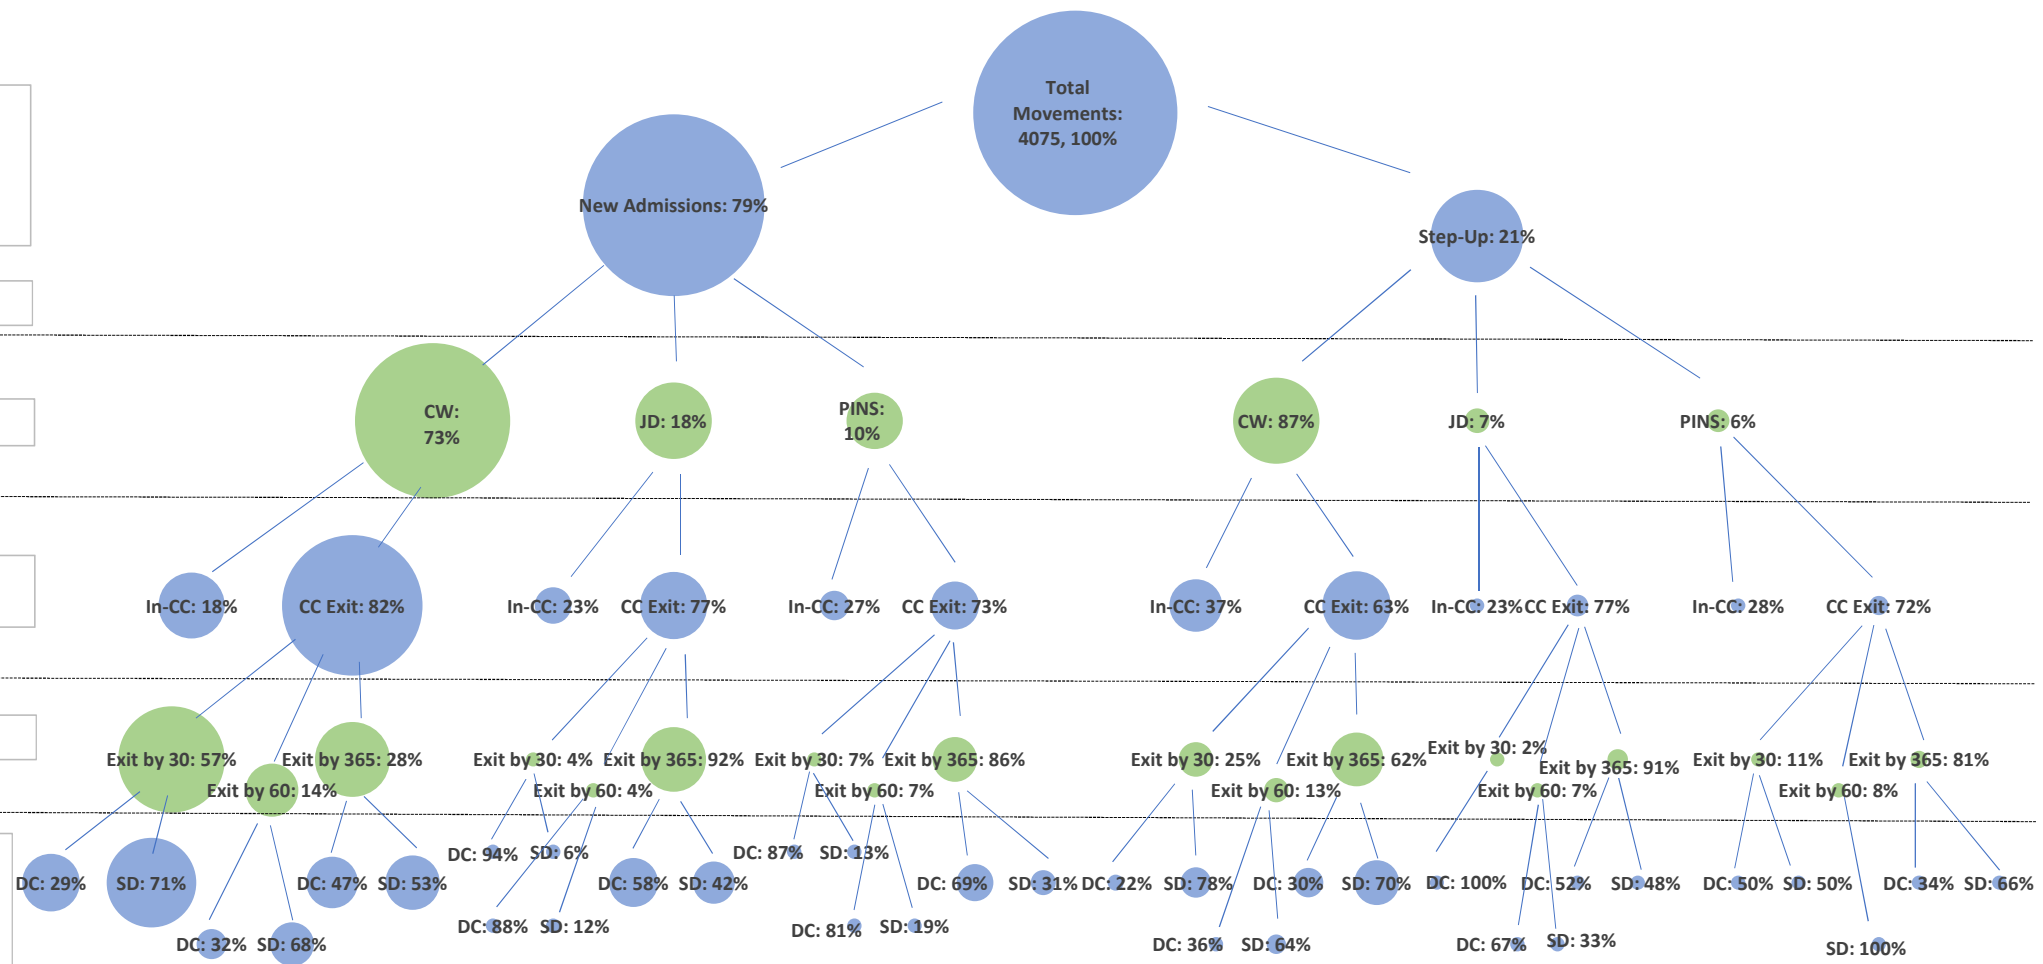 Total
Movements:
4075, 100%
New Admissions: 79%
Step-Up: 21%
CW:
73%
JD: 18%
PINS:
10%
CW: 87%
JD: 7%
PINS: 6%
In-CC: 18%
CC Exit: 82%
In-CC: 23%
CC Exit: 77%
In-CC: 27%
CC Exit: 73%
In-CC: 37%
CC Exit: 63%
In-CC: 23%
CC Exit: 77%
In-CC: 28%
CC Exit: 72%
Exit by 30: 57%
Exit by 60: 14%
Exit by 365: 28%
Exit by 30: 4%
Exit by 60: 4%
Exit by 365: 92%
Exit by 30: 7%
Exit by 60: 7%
Exit by 365: 86%
Exit by 30: 25%
Exit by 60: 13%
Exit by 365: 62%
Exit by 30: 2%
Exit by 60: 7%
Exit by 365: 91%
Exit by 30: 11%
Exit by 60: 8%
Exit by 365: 81%
DC: 29%
SD: 71%
DC: 47%
SD: 53%
DC: 94%
SD: 6%
DC: 58%
SD: 42%
DC: 87%
SD: 13%
DC: 69%
SD: 31%
DC: 22%
SD: 78%
DC: 30%
SD: 70%
DC: 100%
DC: 52%
SD: 48%
DC: 50%
SD: 50%
DC: 34%
SD: 66%
DC: 32%
SD: 68%
DC: 88%
SD: 12%
DC: 81%
SD: 19%
DC: 36%
SD: 64%
DC: 67%
SD: 33%
SD: 100%